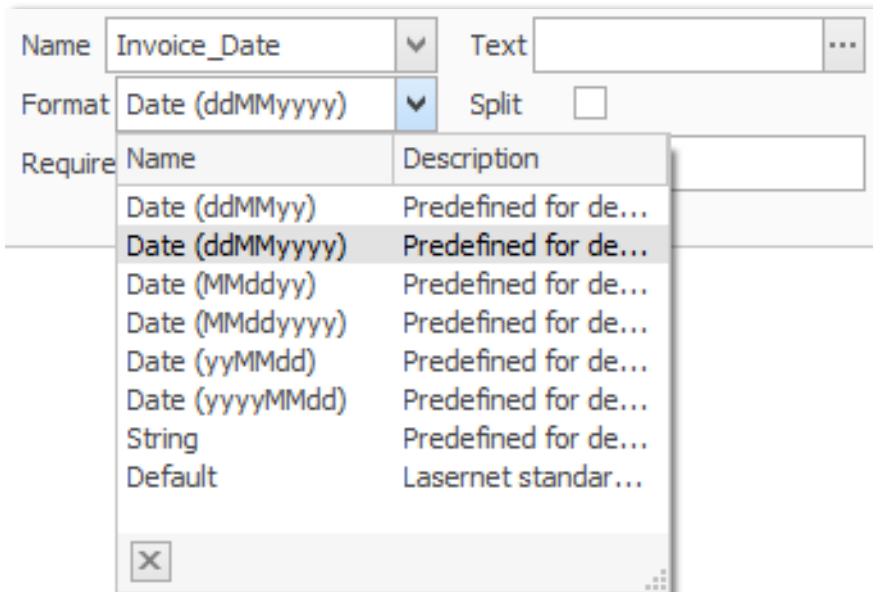 Name Invoice_Date Text ...
Format Date (ddMMyyyy) Split
Require Name Description
Date (ddMMyy) Predefined for de...
Date (ddMMyyyy) Predefined for de...
Date (MMddyy) Predefined for de...
Date (MMddyyyy) Predefined for de...
Date (yyMMdd) Predefined for de...
Date (yyyyMMdd) Predefined for de...
String Predefined for de...
Default Lasernet standar...